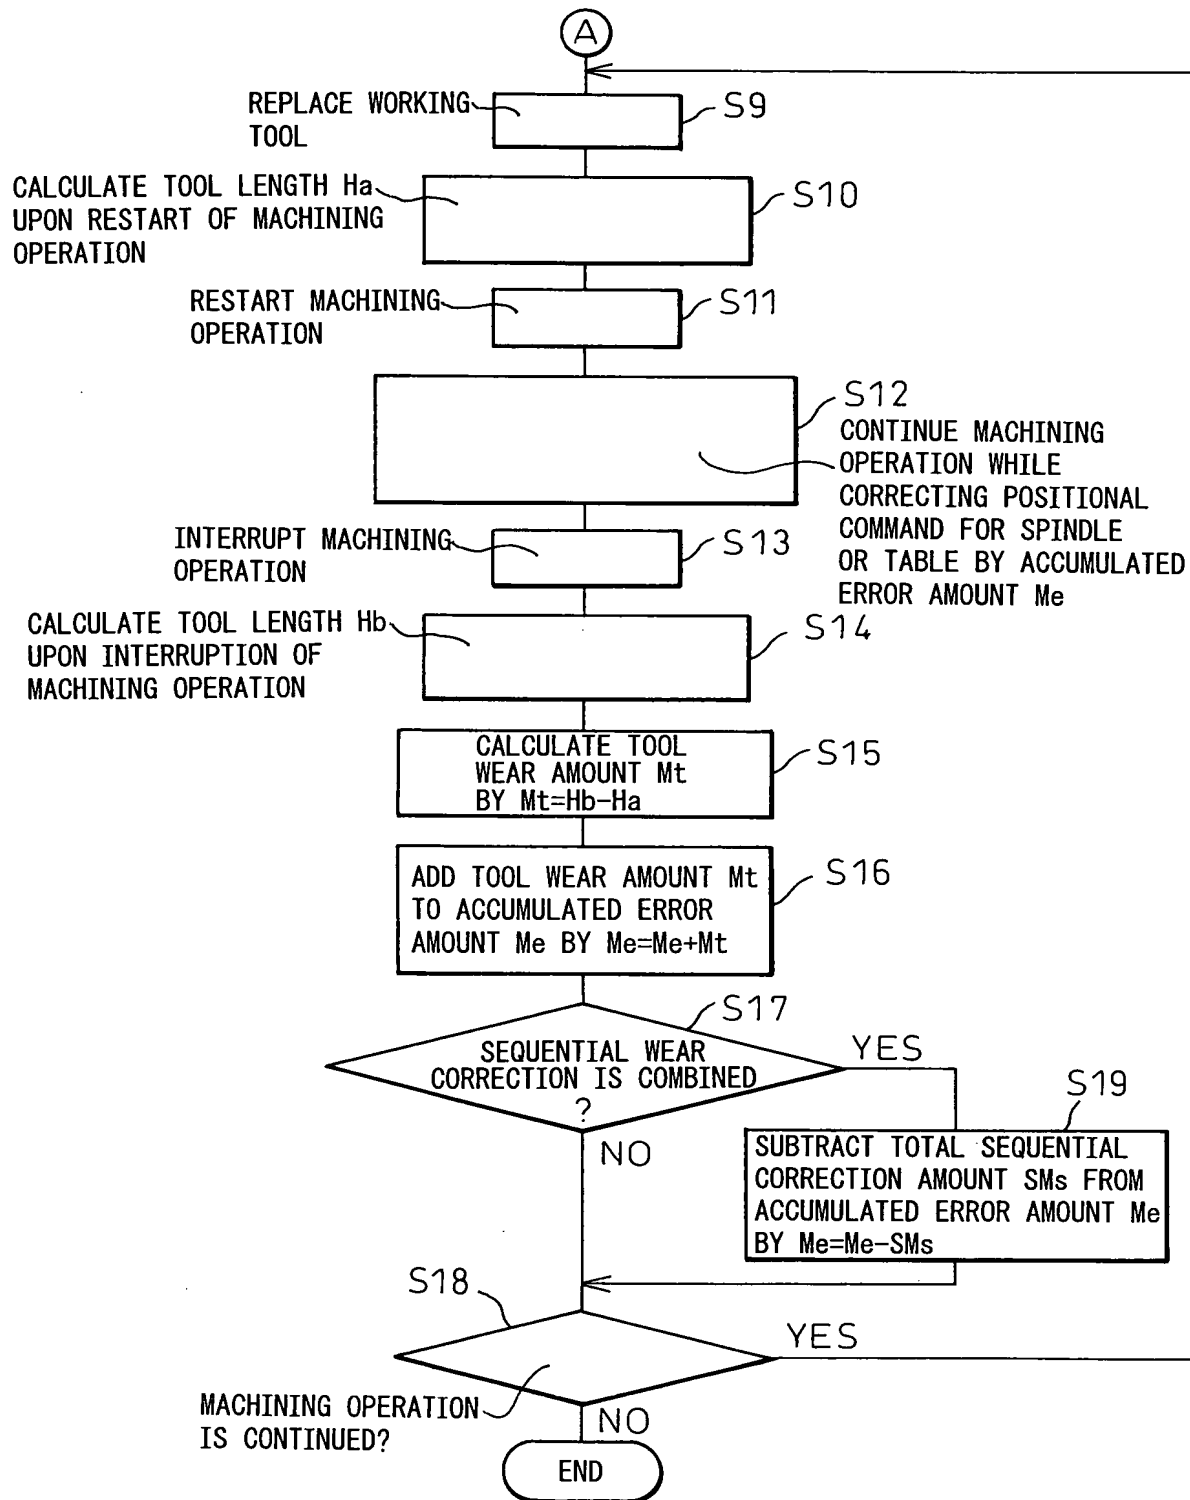 A
REPLACE WORKING
TOOL
S9
CALCULATE TOOL LENGTH Ha
UPON RESTART OF MACHINING
OPERATION
S10
RESTART MACHINING
OPERATION
S11
S12
CONTINUE MACHINING
OPERATION WHILE
CORRECTING POSITIONAL
COMMAND FOR SPINDLE
OR TABLE BY ACCUMULATED
ERROR AMOUNT Me
INTERRUPT MACHINING
OPERATION
S13
CALCULATE TOOL LENGTH Hb
UPON INTERRUPTION OF
MACHINING OPERATION
S14
CALCULATE TOOL
WEAR AMOUNT Mt
BY Mt=Hb-Ha
S15
ADD TOOL WEAR AMOUNT Mt
TO ACCUMULATED ERROR
AMOUNT Me BY Me=Me+Mt
S16
S17
SEQUENTIAL WEAR
CORRECTION IS COMBINED
?
YES
NO
S19
SUBTRACT TOTAL SEQUENTIAL
CORRECTION AMOUNT SMs FROM
ACCUMULATED ERROR AMOUNT Me
BY Me=Me-SMs
S18
MACHINING OPERATION
IS CONTINUED?
YES
NO
END